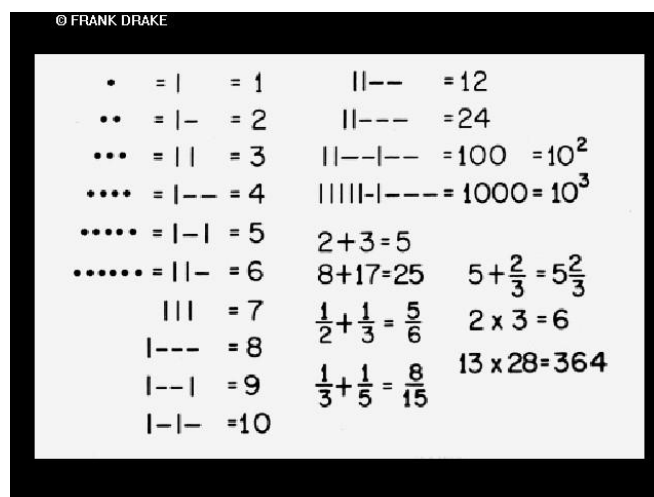 © FRANK DRAKE
• = | = 1
•• = |- = 2
••• = || = 3
•••• = |-- = 4
••••• = |-| = 5
•••••• = ||- = 6
||| = 7
|--- = 8
|--| = 9
|-|- =10
||-- =12
||--- =24
||--|-- =100 =10²
|||||-|--- = 1000 = 10³
2+3=5
8+17=25
1/2 + 1/3 = 5/6
1/3 + 1/5 = 8/15
5+2/3 = 5 2/3
2 x 3 = 6
13 x 28=364